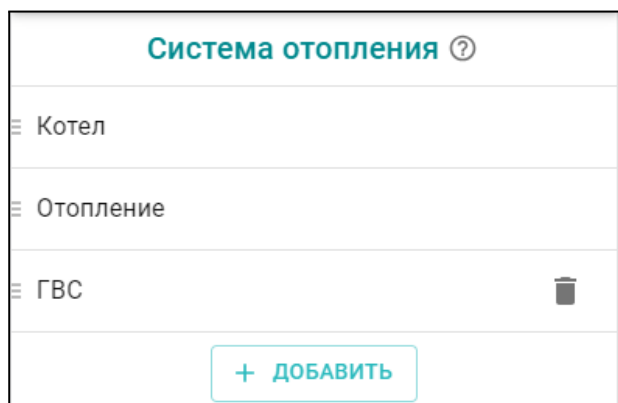 Система отопления ?
Котел
Отопление
ГВС
+ ДОБАВИТЬ